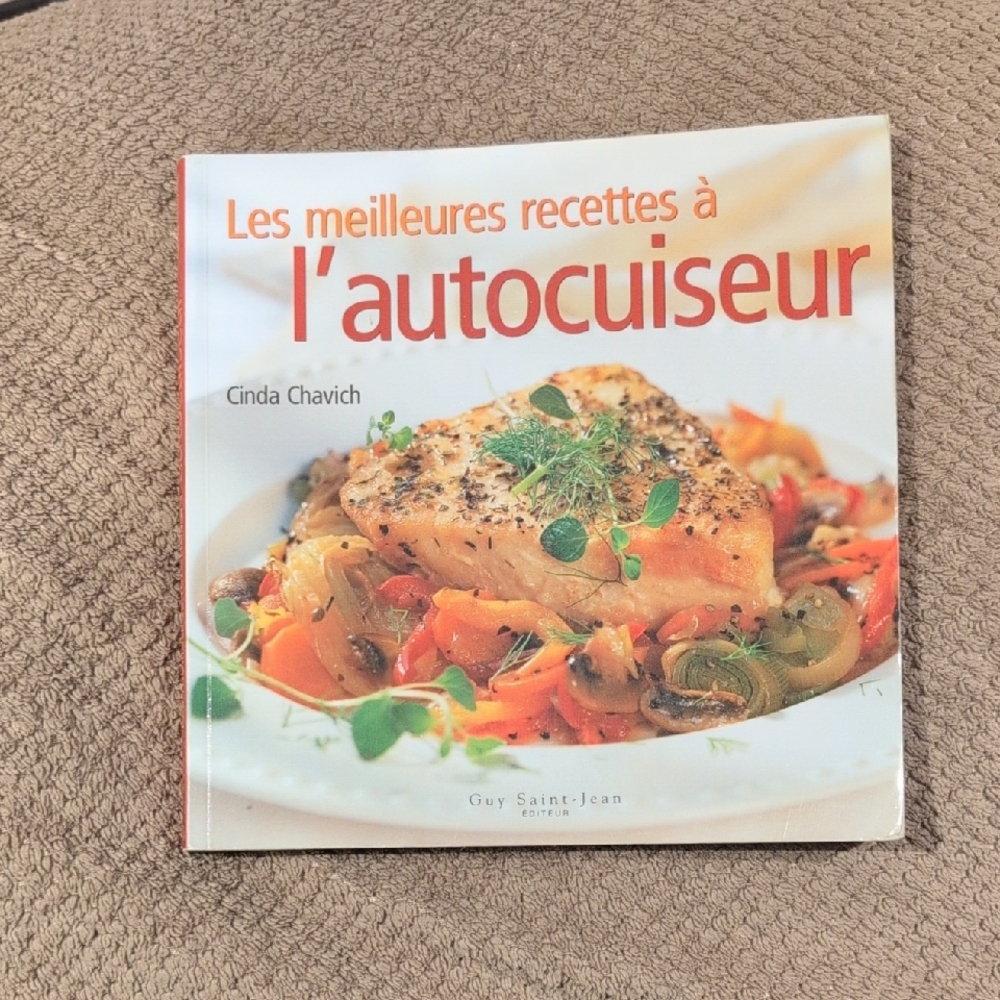 Les meilleures recettes à
l'autocuiseur
Cinda Chavich
Guy Saint-Jean
ÉDITEUR